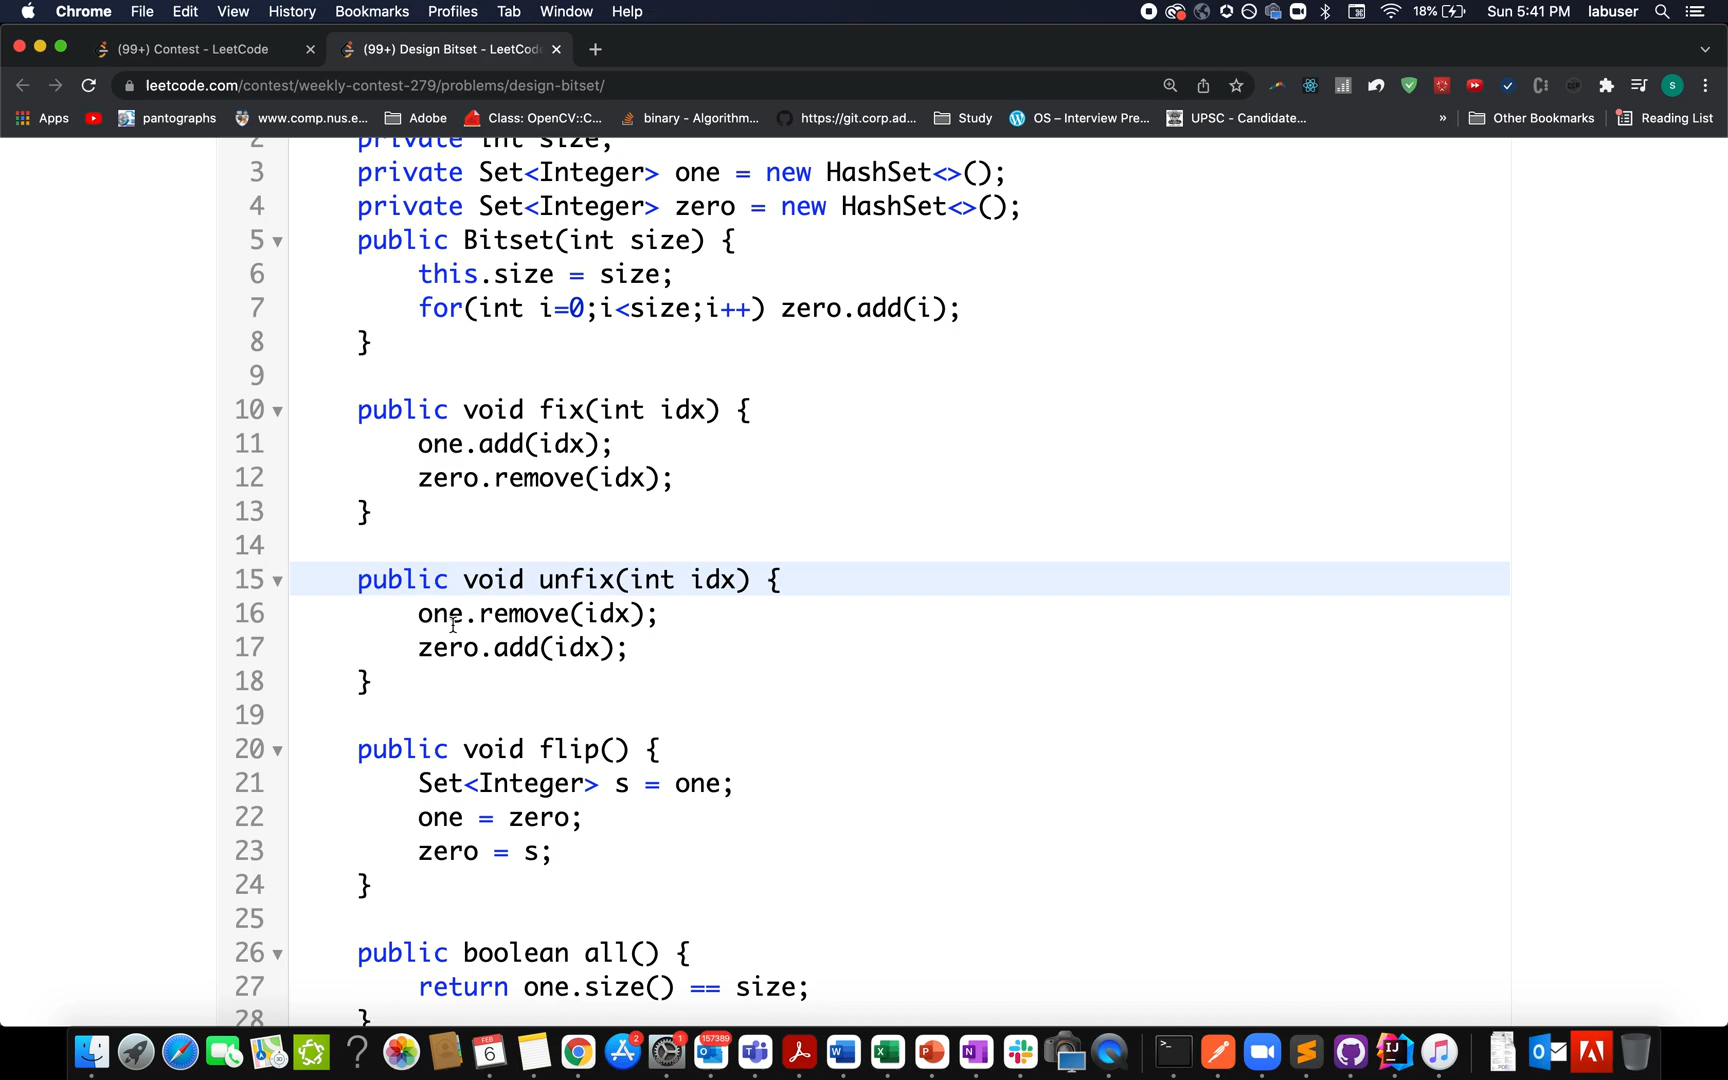 Chrome File Edit View History Bookmarks Profiles Tab Window Help 18% Sun 5:41 PM labuser
(99+) Contest - LeetCode
(99+) Design Bitset - LeetCod
leetcode.com/contest/weekly-contest-279/problems/design-bitset/
Apps pantographs www.comp.nus.e... Adobe Class: OpenCV::C... binary - Algorithm... https://git.corp.ad... Study OS – Interview Pre... UPSC - Candidate... » Other Bookmarks Reading List
2 private int size;
3 private Set<Integer> one = new HashSet<>();
4 private Set<Integer> zero = new HashSet<>();
5 public Bitset(int size) {
6 this.size = size;
7 for(int i=0;i<size;i++) zero.add(i);
8 }
9
10 public void fix(int idx) {
11 one.add(idx);
12 zero.remove(idx);
13 }
14
15 public void unfix(int idx) {
16 one.remove(idx);
17 zero.add(idx);
18 }
19
20 public void flip() {
21 Set<Integer> s = one;
22 one = zero;
23 zero = s;
24 }
25
26 public boolean all() {
27 return one.size() == size;
28 }